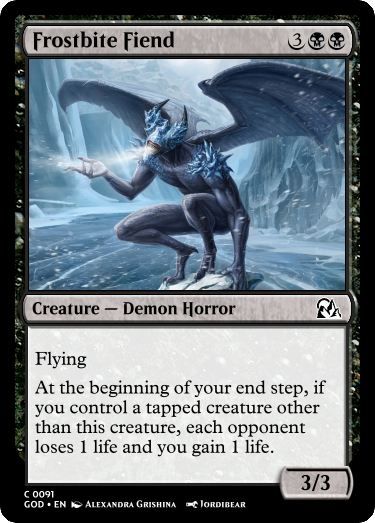 Frostbite Fiend 3
Creature — Demon Horror
Flying
At the beginning of your end step, if
you control a tapped creature other
than this creature, each opponent
loses 1 life and you gain 1 life.
3/3
C 0091
GOD • EN Alexandra Grishina Jordibear